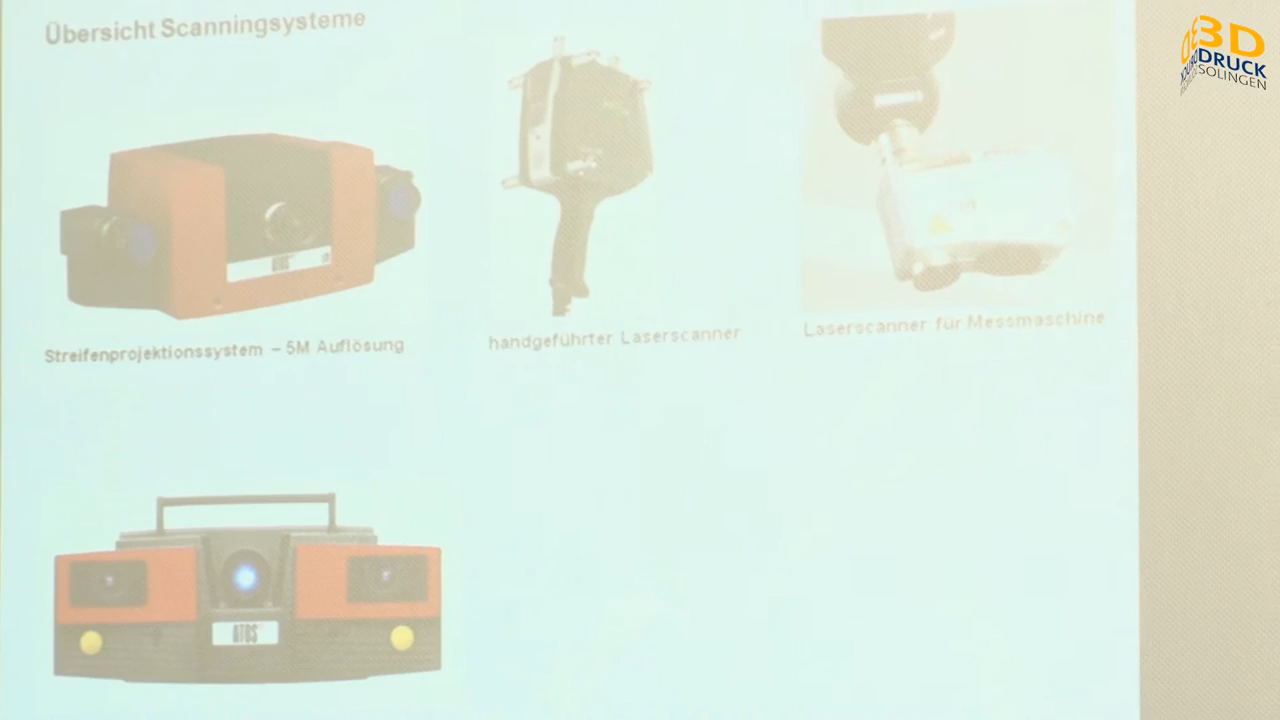 Übersicht Scanningsysteme
3D
DRUCK
SOLINGEN
ATOS
Streifenprojektionssystem – 5M Auflösung
handgeführter Laserscanner
Laserscanner für Messmaschine
ATOS